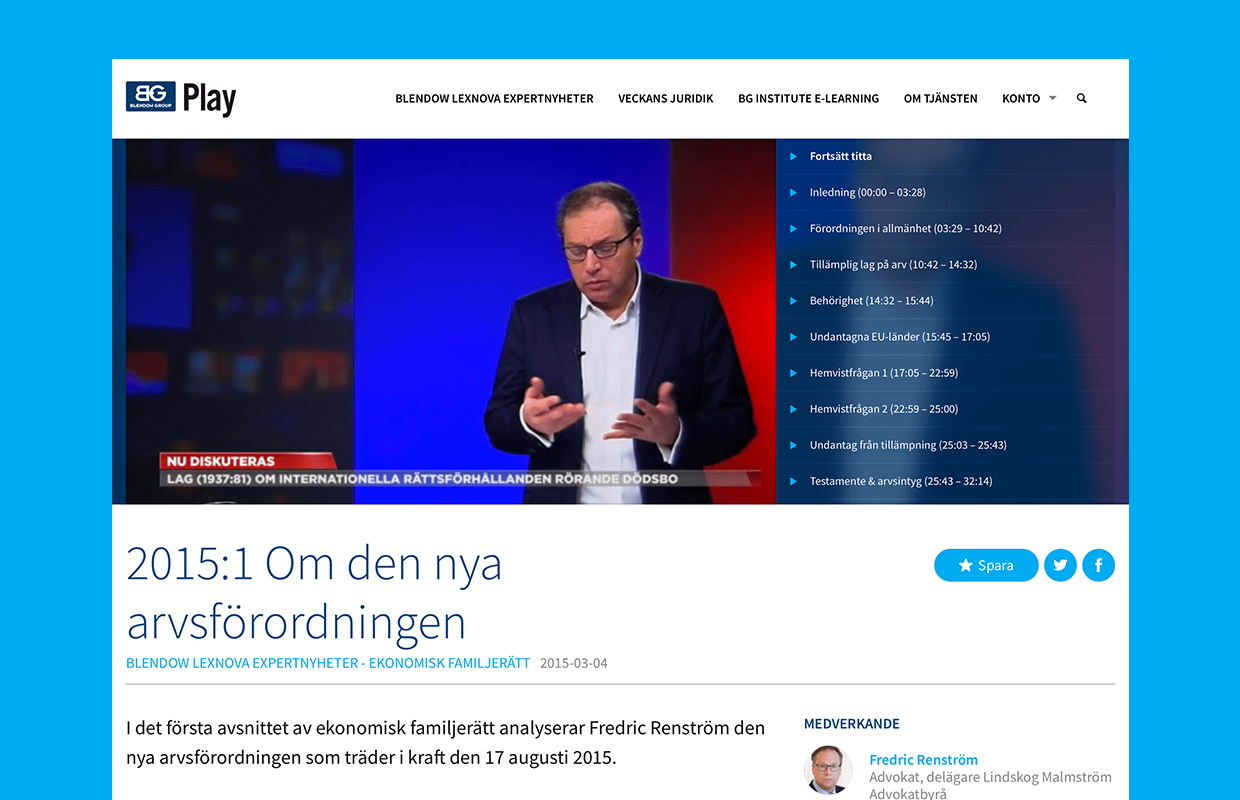 BG
BLENDOW GROUP
Play
BLENDOW LEXNOVA EXPERTNYHETER
VECKANS JURIDIK
BG INSTITUTE E-LEARNING
OM TJÄNSTEN
KONTO
Fortsätt titta
Inledning (00:00 – 03:28)
Förordningen i allmänhet (03:29 – 10:42)
Tillämplig lag på arv (10:42 – 14:32)
Behörighet (14:32 – 15:44)
Undantagna EU-länder (15:45 – 17:05)
Hemvistfrågan 1 (17:05 – 22:59)
Hemvistfrågan 2 (22:59 – 25:00)
Undantag från tillämpning (25:03 – 25:43)
Testamente & arvsintyg (25:43 – 32:14)
NU DISKUTERAS
LAG (1937:81) OM INTERNATIONELLA RÄTTSFÖRHÅLLANDEN RÖRANDE DÖDSBO
2015:1 Om den nya
arvsförordningen
Spara
BLENDOW LEXNOVA EXPERTNYHETER - EKONOMISK FAMILJERÄTT 2015-03-04
I det första avsnittet av ekonomisk familjerätt analyserar Fredric Renström den
nya arvsförordningen som träder i kraft den 17 augusti 2015.
MEDVERKANDE
Fredric Renström
Advokat, delägare Lindskog Malmström
Advokatbyrå